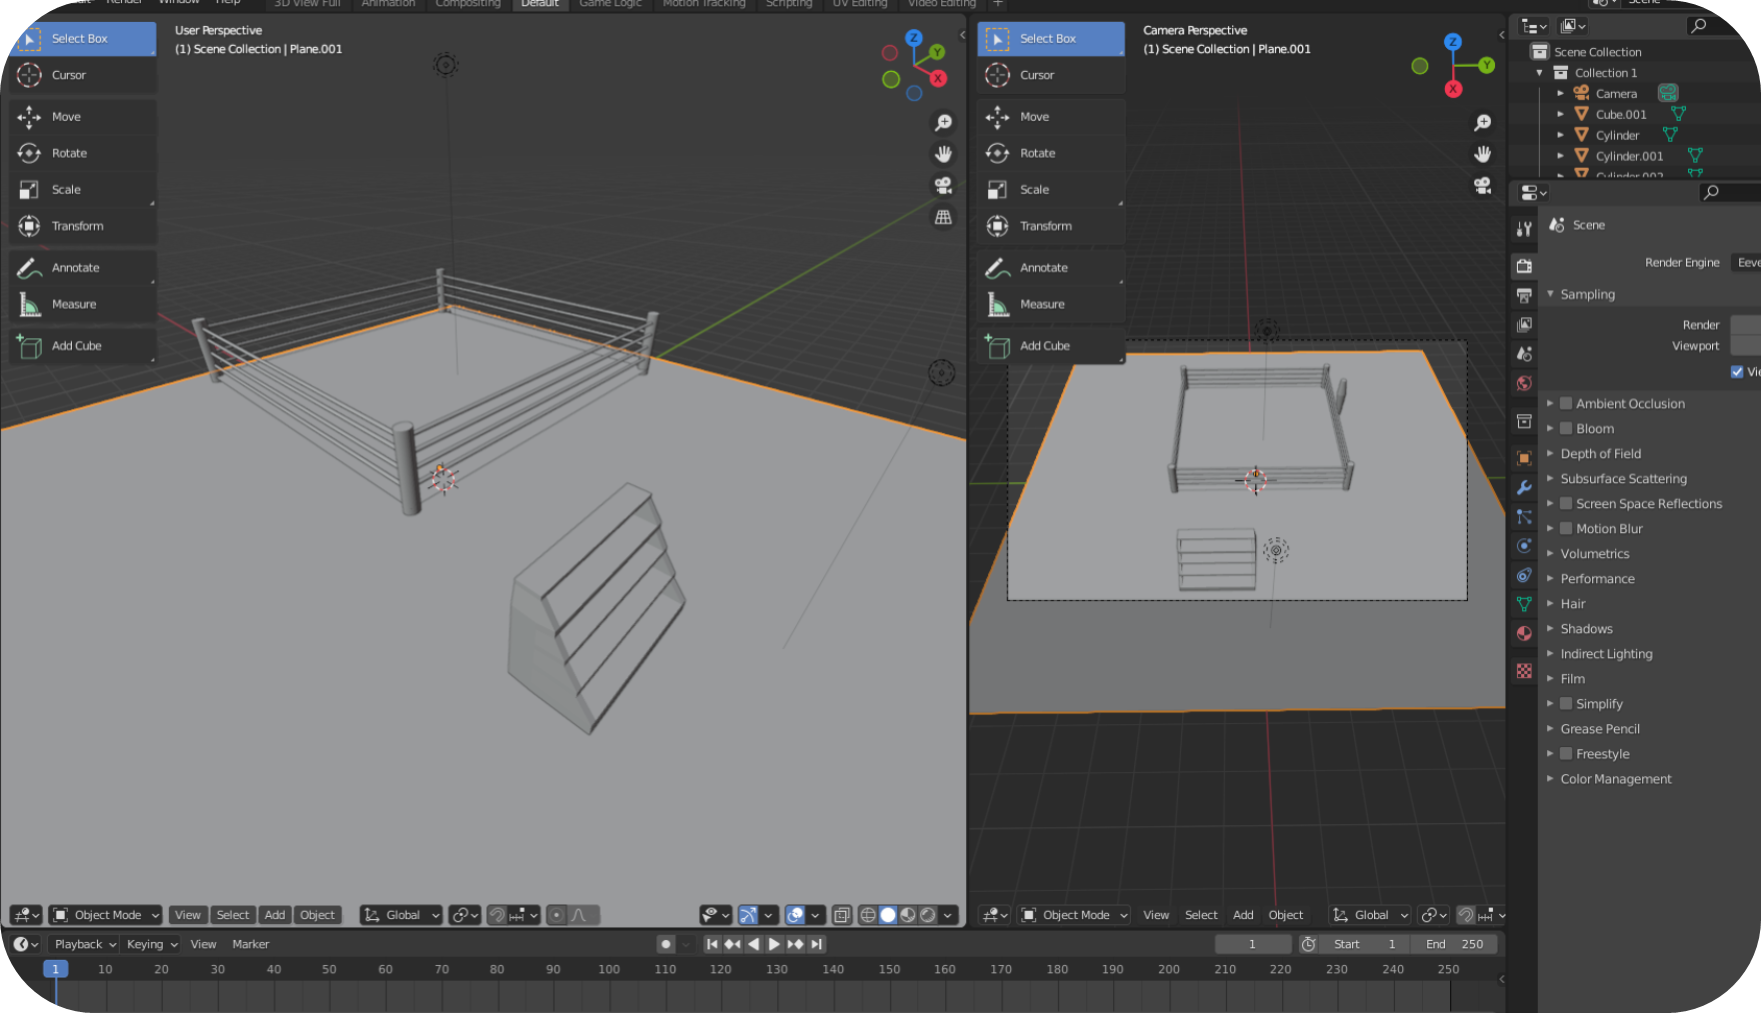 Render Window Help
3D View Full Animation Compositing Default Game Logic Motion Tracking Scripting UV Editing Video Editing +
Scene
Select Box
Cursor
Move
Rotate
Scale
Transform
Annotate
Measure
Add Cube
User Perspective
(1) Scene Collection | Plane.001
Z
Y
X
Select Box
Cursor
Move
Rotate
Scale
Transform
Annotate
Measure
Add Cube
Camera Perspective
(1) Scene Collection | Plane.001
Z
Y
X
Scene Collection
Collection 1
Camera
Cube.001
Cylinder
Cylinder.001
Cylinder.002
Scene
Render Engine Eeve
Sampling
Render
Viewport
Vie
Ambient Occlusion
Bloom
Depth of Field
Subsurface Scattering
Screen Space Reflections
Motion Blur
Volumetrics
Performance
Hair
Shadows
Indirect Lighting
Film
Simplify
Grease Pencil
Freestyle
Color Management
Object Mode View Select Add Object Global
Object Mode View Select Add Object Global
Playback Keying View Marker
1 Start 1 End 250
1 10 20 30 40 50 60 70 80 90 100 110 120 130 140 150 160 170 180 190 200 210 220 230 240 250